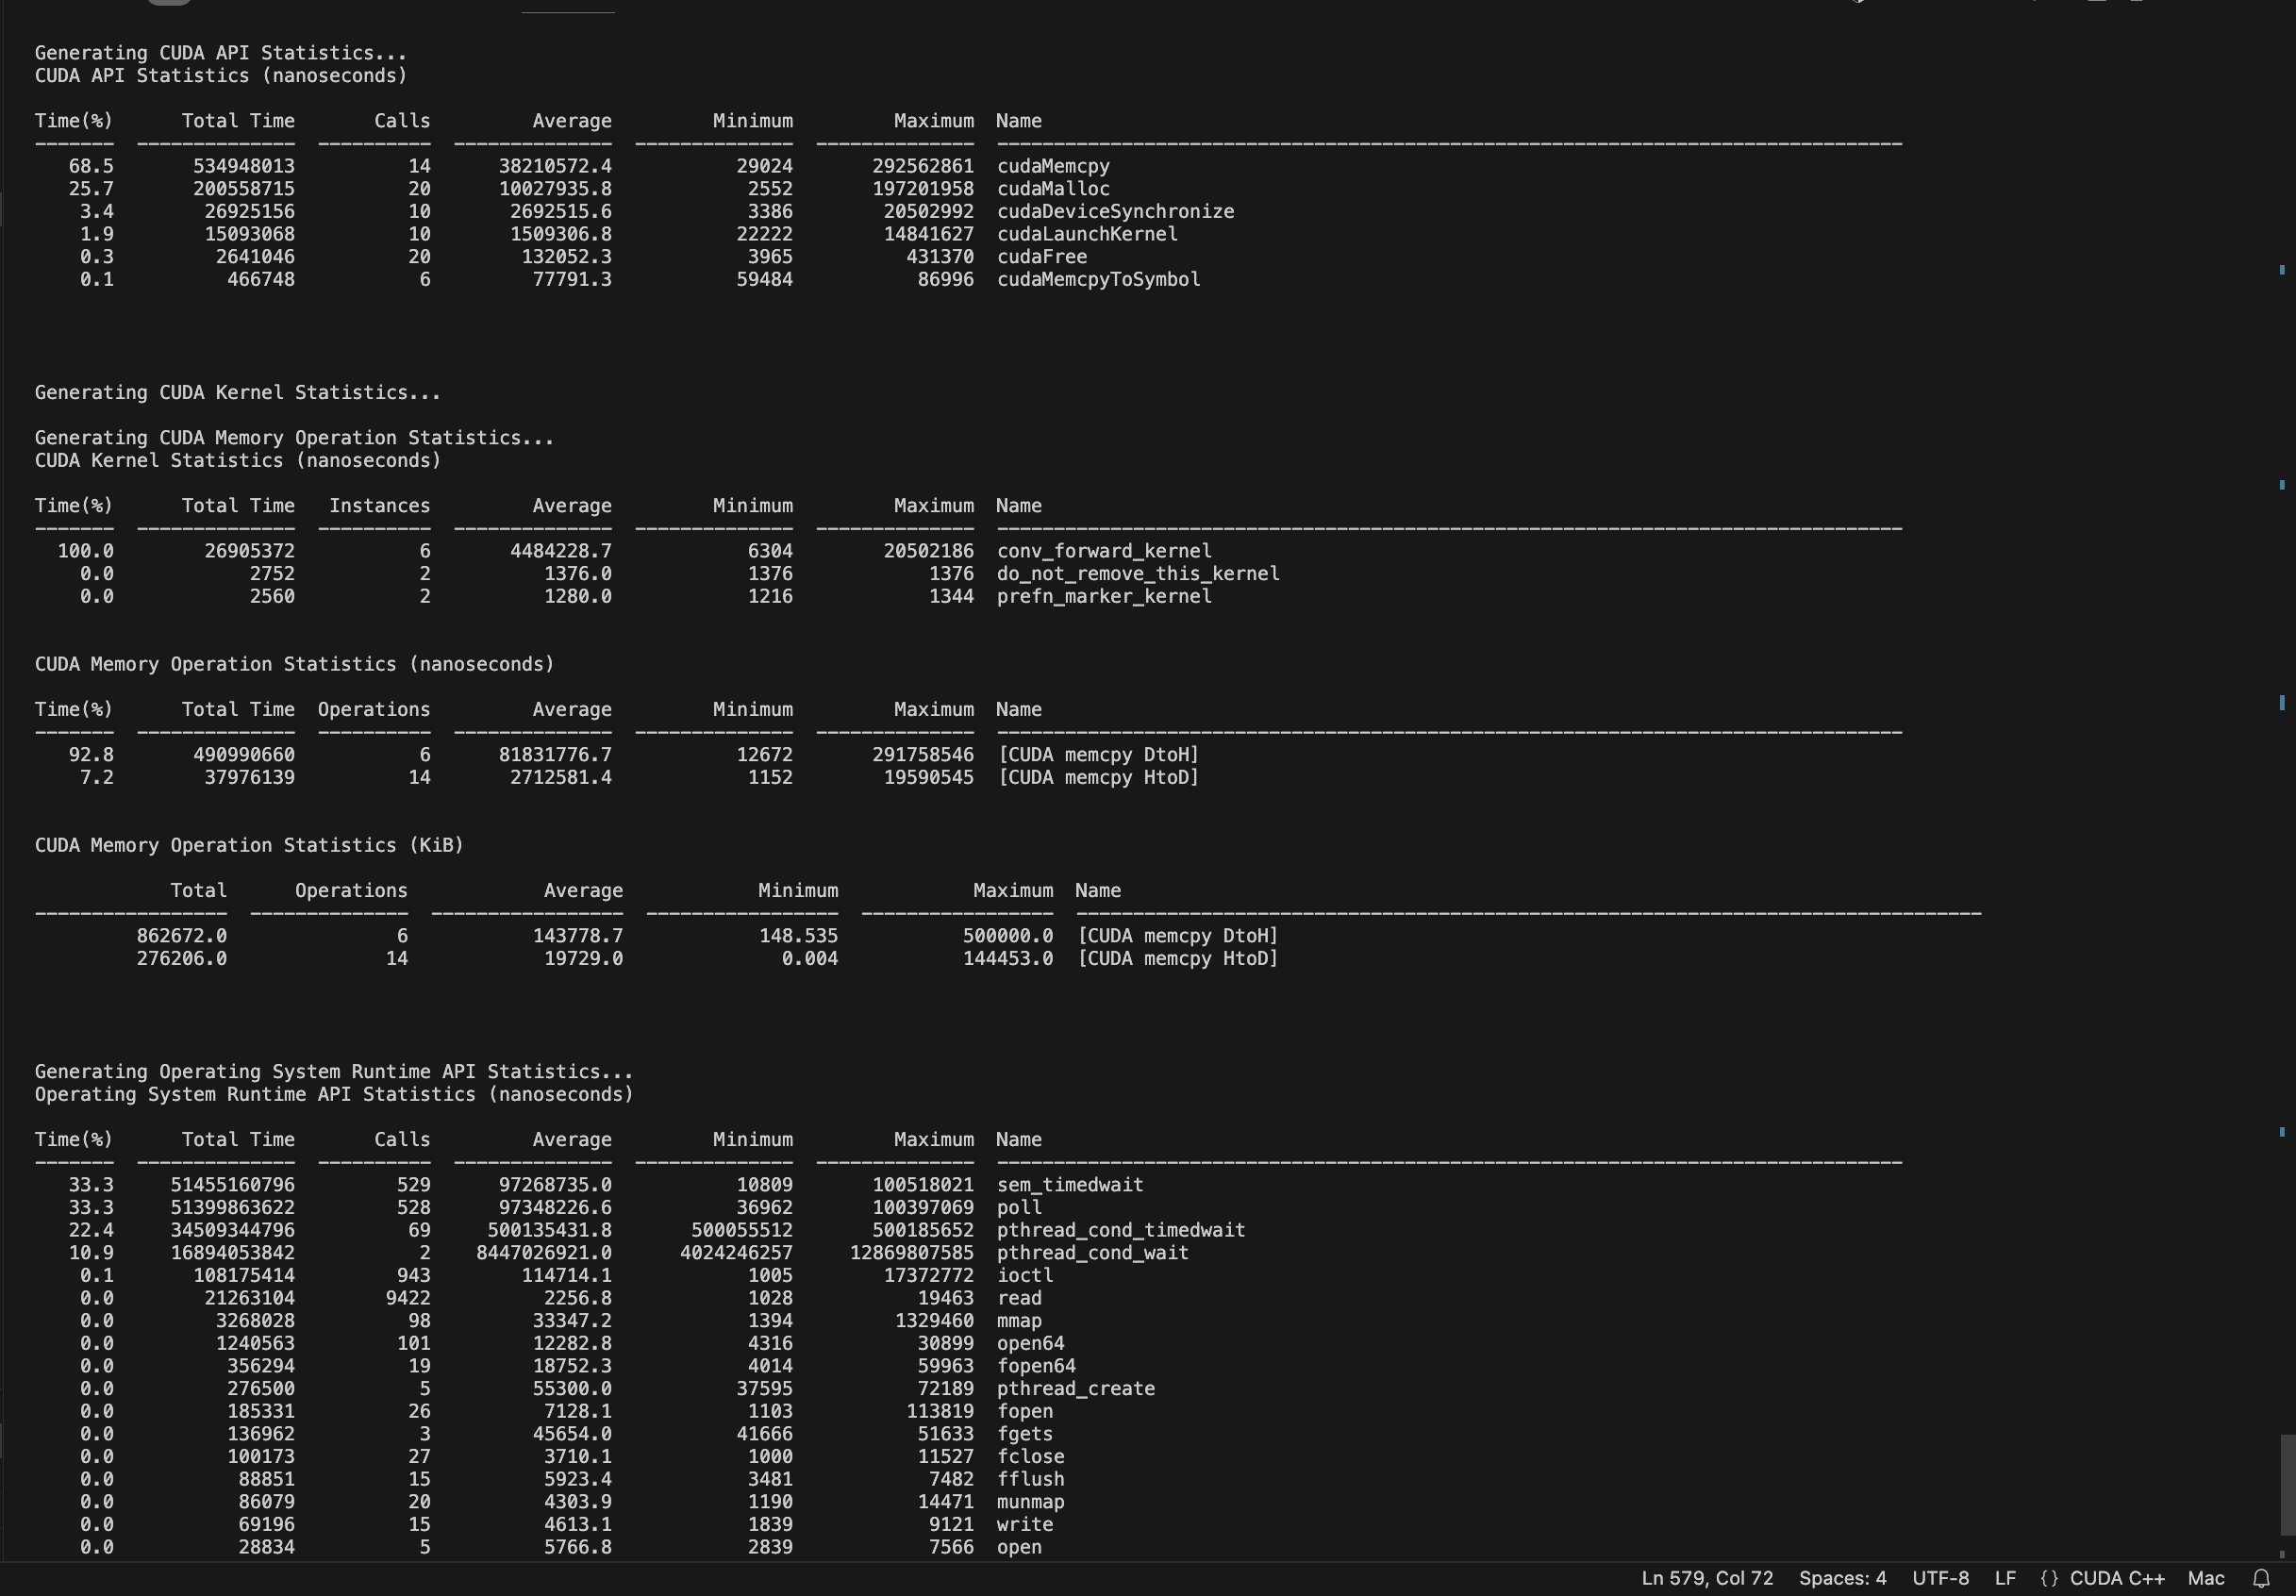 Generating CUDA API Statistics...
CUDA API Statistics (nanoseconds)
Time(%) Total Time Calls Average Minimum Maximum Name
------- -------------- ---------- -------------- -------------- -------------- --------------------------------------------------------------------------------
68.5 534948013 14 38210572.4 29024 292562861 cudaMemcpy
25.7 200558715 20 10027935.8 2552 197201958 cudaMalloc
3.4 26925156 10 2692515.6 3386 20502992 cudaDeviceSynchronize
1.9 15093068 10 1509306.8 22222 14841627 cudaLaunchKernel
0.3 2641046 20 132052.3 3965 431370 cudaFree
0.1 466748 6 77791.3 59484 86996 cudaMemcpyToSymbol
Generating CUDA Kernel Statistics...
Generating CUDA Memory Operation Statistics...
CUDA Kernel Statistics (nanoseconds)
Time(%) Total Time Instances Average Minimum Maximum Name
------- -------------- ---------- -------------- -------------- -------------- --------------------------------------------------------------------------------
100.0 26905372 6 4484228.7 6304 20502186 conv_forward_kernel
0.0 2752 2 1376.0 1376 1376 do_not_remove_this_kernel
0.0 2560 2 1280.0 1216 1344 prefn_marker_kernel
CUDA Memory Operation Statistics (nanoseconds)
Time(%) Total Time Operations Average Minimum Maximum Name
------- -------------- ---------- -------------- -------------- -------------- --------------------------------------------------------------------------------
92.8 490990660 6 81831776.7 12672 291758546 [CUDA memcpy DtoH]
7.2 37976139 14 2712581.4 1152 19590545 [CUDA memcpy HtoD]
CUDA Memory Operation Statistics (KiB)
Total Operations Average Minimum Maximum Name
----------------- -------------- ----------------- ----------------- ----------------- --------------------------------------------------------------------------------
862672.0 6 143778.7 148.535 500000.0 [CUDA memcpy DtoH]
276206.0 14 19729.0 0.004 144453.0 [CUDA memcpy HtoD]
Generating Operating System Runtime API Statistics...
Operating System Runtime API Statistics (nanoseconds)
Time(%) Total Time Calls Average Minimum Maximum Name
------- -------------- ---------- -------------- -------------- -------------- --------------------------------------------------------------------------------
33.3 51455160796 529 97268735.0 10809 100518021 sem_timedwait
33.3 51399863622 528 97348226.6 36962 100397069 poll
22.4 34509344796 69 500135431.8 500055512 500185652 pthread_cond_timedwait
10.9 16894053842 2 8447026921.0 4024246257 12869807585 pthread_cond_wait
0.1 108175414 943 114714.1 1005 17372772 ioctl
0.0 21263104 9422 2256.8 1028 19463 read
0.0 3268028 98 33347.2 1394 1329460 mmap
0.0 1240563 101 12282.8 4316 30899 open64
0.0 356294 19 18752.3 4014 59963 fopen64
0.0 276500 5 55300.0 37595 72189 pthread_create
0.0 185331 26 7128.1 1103 113819 fopen
0.0 136962 3 45654.0 41666 51633 fgets
0.0 100173 27 3710.1 1000 11527 fclose
0.0 88851 15 5923.4 3481 7482 fflush
0.0 86079 20 4303.9 1190 14471 munmap
0.0 69196 15 4613.1 1839 9121 write
0.0 28834 5 5766.8 2839 7566 open
Ln 579, Col 72 Spaces: 4 UTF-8 LF {} CUDA C++ Mac